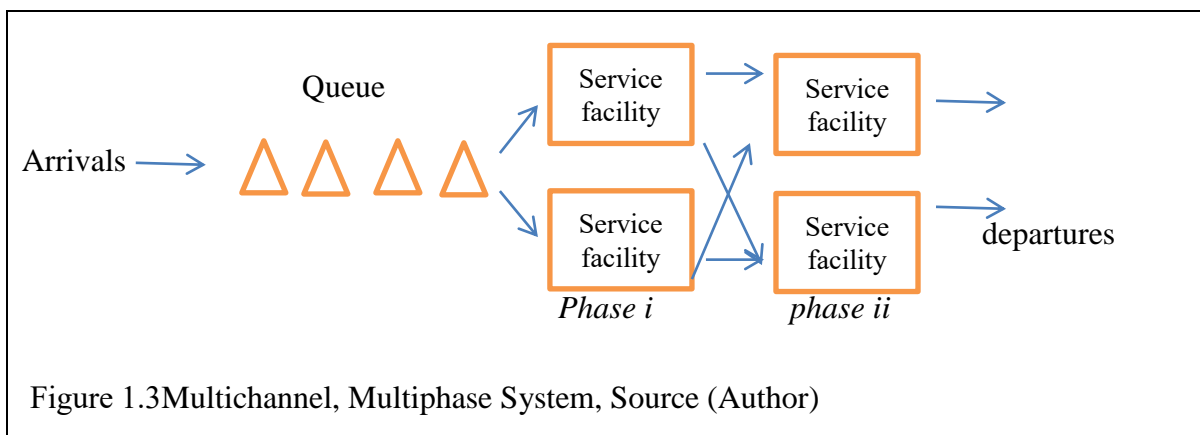 Queue
Arrivals
Service
facility
Service
facility
Service
facility
Service
facility
departures
Phase i
phase ii
Figure 1.3Multichannel, Multiphase System, Source (Author)